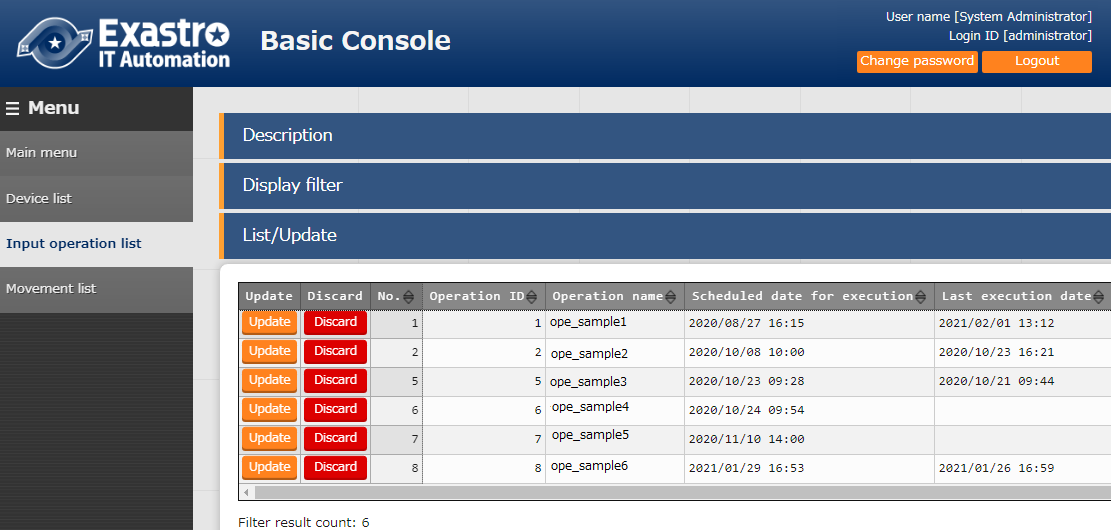 Exastro
IT Automation
Basic Console
User name [System Administrator]
Login ID [administrator]
Change password Logout
Menu
Main menu
Device list
Input operation list
Movement list
Description
Display filter
List/Update
Update Discard No. Operation ID Operation name Scheduled date for execution Last execution date
Update Discard 1 1 ope_sample1 2020/08/27 16:15 2021/02/01 13:12
Update Discard 2 2 ope_sample2 2020/10/08 10:00 2020/10/23 16:21
Update Discard 5 5 ope_sample3 2020/10/23 09:28 2020/10/21 09:44
Update Discard 6 6 ope_sample4 2020/10/24 09:54
Update Discard 7 7 ope_sample5 2020/11/10 14:00
Update Discard 8 8 ope_sample6 2021/01/29 16:53 2021/01/26 16:59
Filter result count: 6